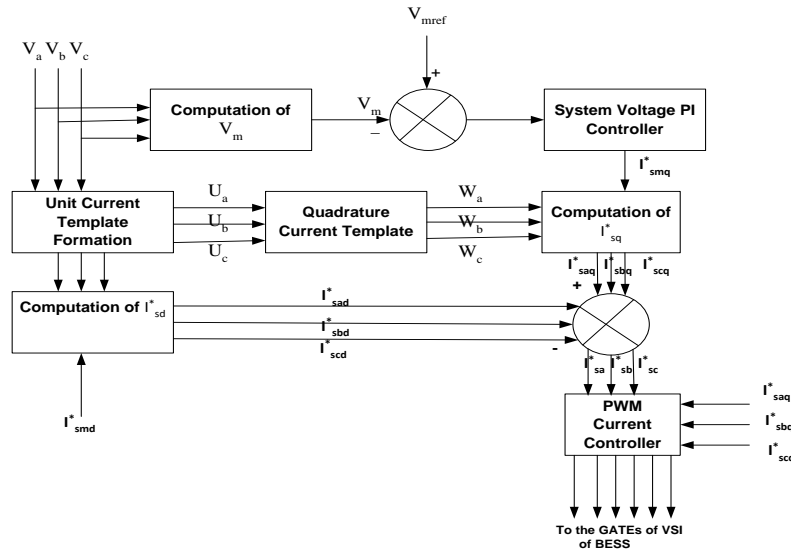 V_mref
V_a V_b V_c
+
Computation of
V_m
V_m
–
System Voltage PI
Controller
I*_smq
Unit Current
Template
Formation
U_a
U_b
U_c
Quadrature
Current Template
W_a
W_b
W_c
Computation of
I*_sq
I*_saq I*_sbq I*_scq
+
Computation of I*_sd
I*_sad
I*_sbd
I*_scd
-
I*_sa I*_sb I*_sc
I*_smd
PWM
Current
Controller
I*_saq
I*_sbq
I*_scq
To the GATEs of VSI
of BESS